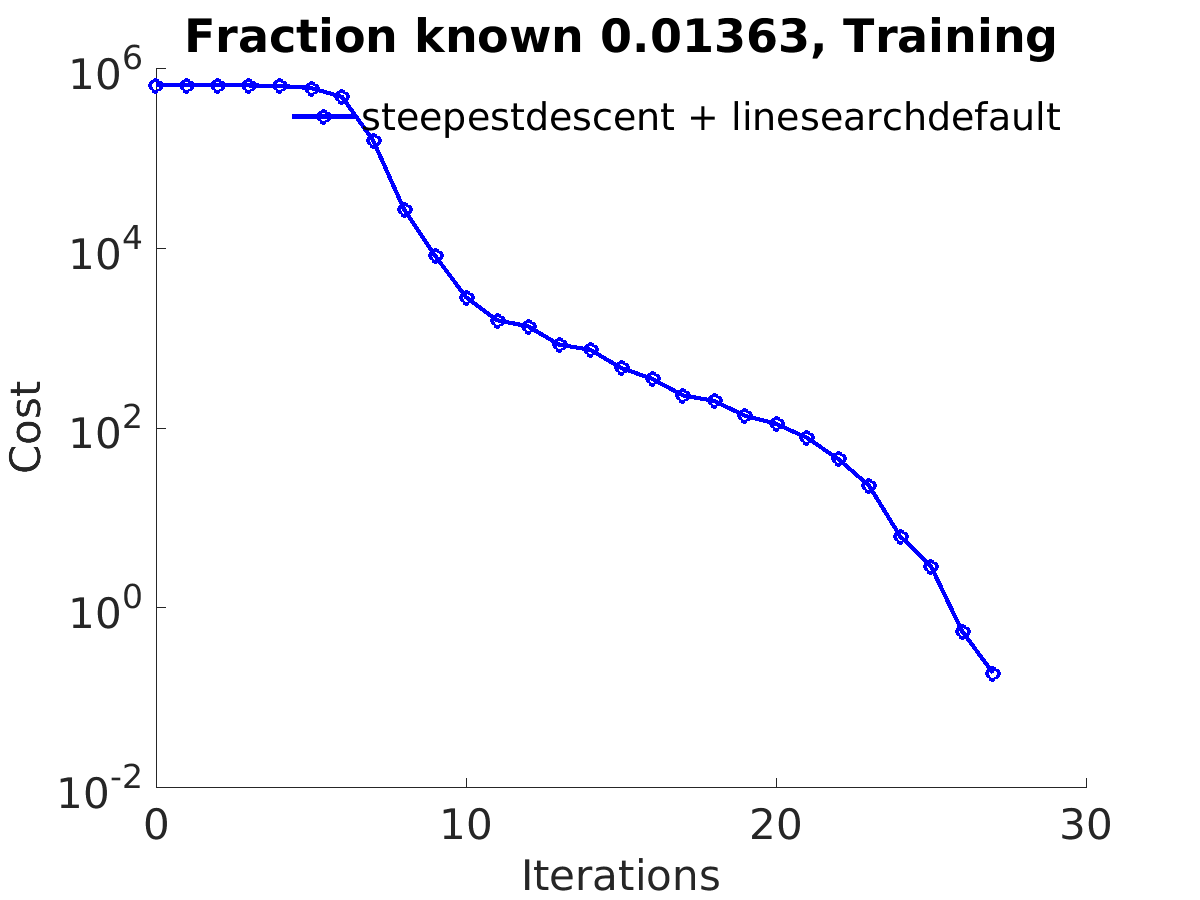 Fraction known 0.01363, Training
steepestdescent + linesearchdefault
10^6
10^4
10^2
10^0
10^-2
Cost
0 10 20 30
Iterations